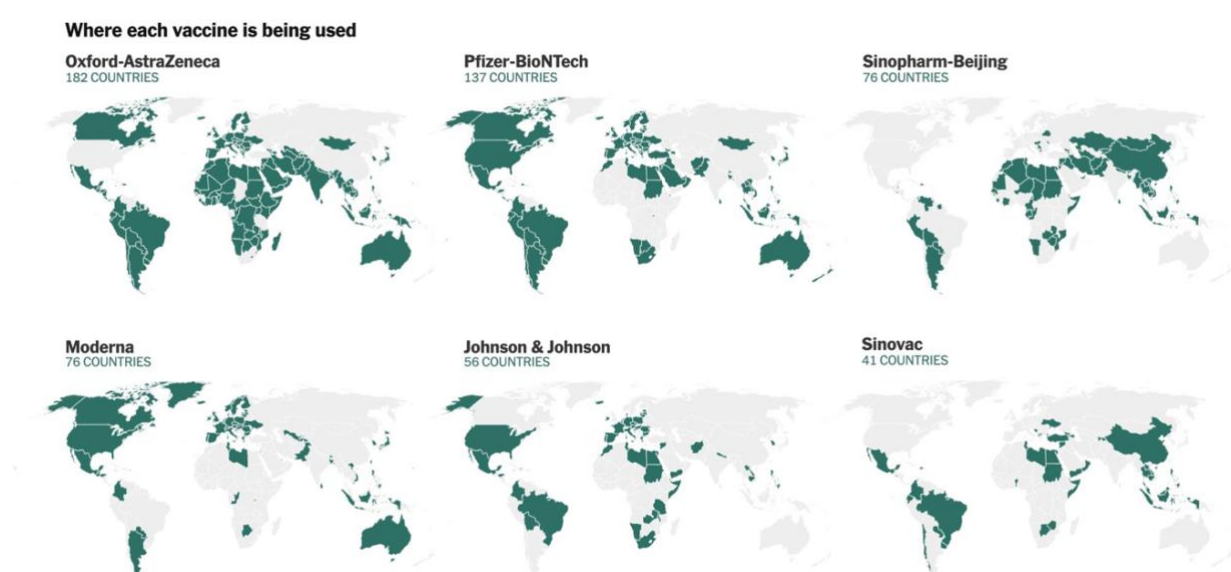 Where each vaccine is being used
Oxford-AstraZeneca
182 COUNTRIES
Pfizer-BioNTech
137 COUNTRIES
Sinopharm-Beijing
76 COUNTRIES
Moderna
76 COUNTRIES
Johnson & Johnson
56 COUNTRIES
Sinovac
41 COUNTRIES